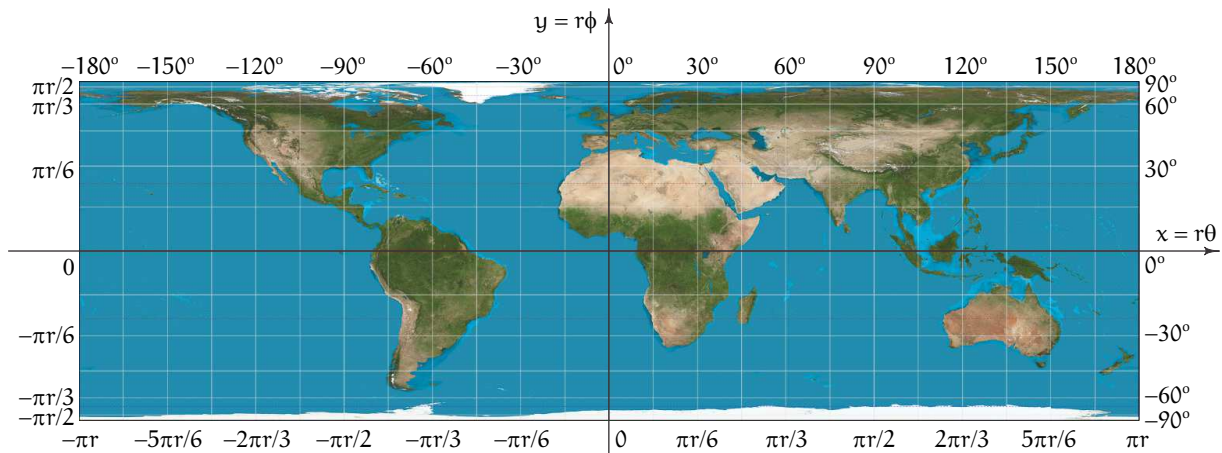 y = rϕ
−180º −150º −120º −90º −60º −30º 0º 30º 60º 90º 120º 150º 180º
πr/2 90º
πr/3 60º
πr/6 30º
x = rθ
0 0º
−πr/6 −30º
−πr/3 −60º
−πr/2 −90º
−πr −5πr/6 −2πr/3 −πr/2 −πr/3 −πr/6 0 πr/6 πr/3 πr/2 2πr/3 5πr/6 πr